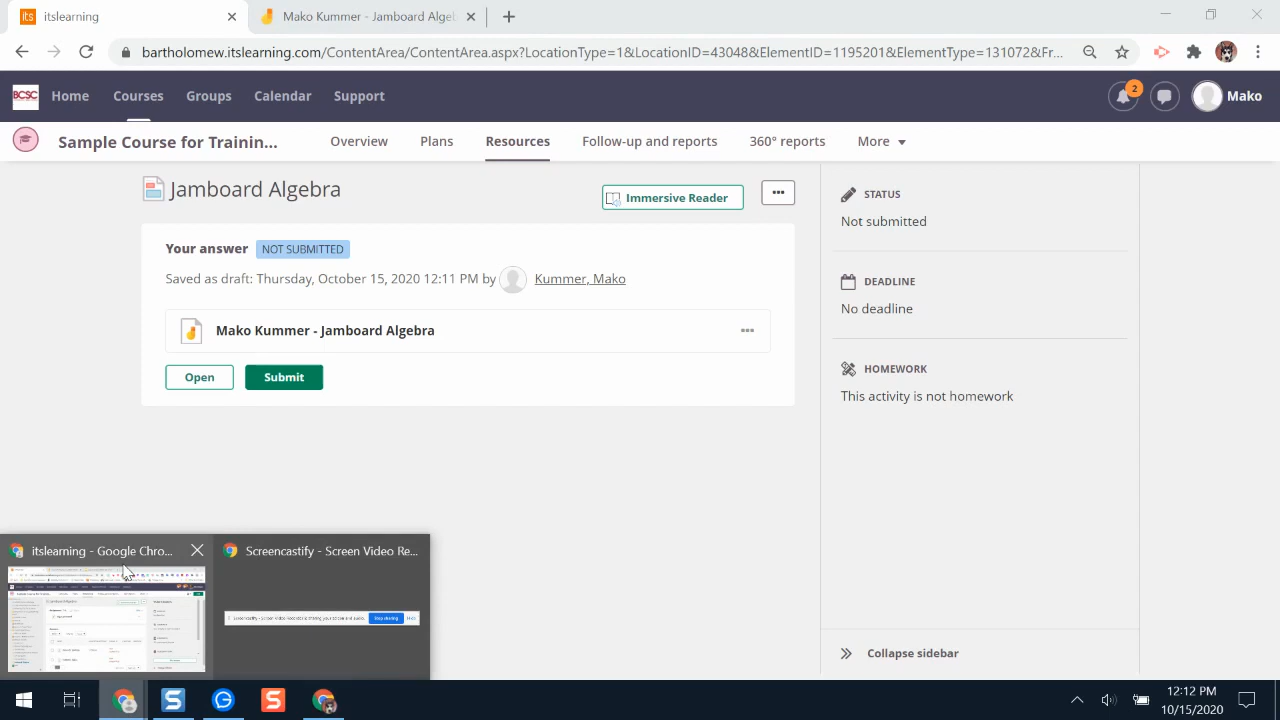 its itslearning
Mako Kummer - Jamboard Algeb
bartholomew.itslearning.com/ContentArea/ContentArea.aspx?LocationType=1&LocationID=43048&ElementID=1195201&ElementType=131072&Fr...
BCSC Home Courses Groups Calendar Support 2 Mako
Sample Course for Trainin... Overview Plans Resources Follow-up and reports 360° reports More
Jamboard Algebra
Immersive Reader
Your answer NOT SUBMITTED
Saved as draft: Thursday, October 15, 2020 12:11 PM by Kummer, Mako
Mako Kummer - Jamboard Algebra
Open Submit
STATUS
Not submitted
DEADLINE
No deadline
HOMEWORK
This activity is not homework
Collapse sidebar
itslearning - Google Chro...
Screencastify - Screen Video Re...
Stop sharing Hide
12:12 PM
10/15/2020